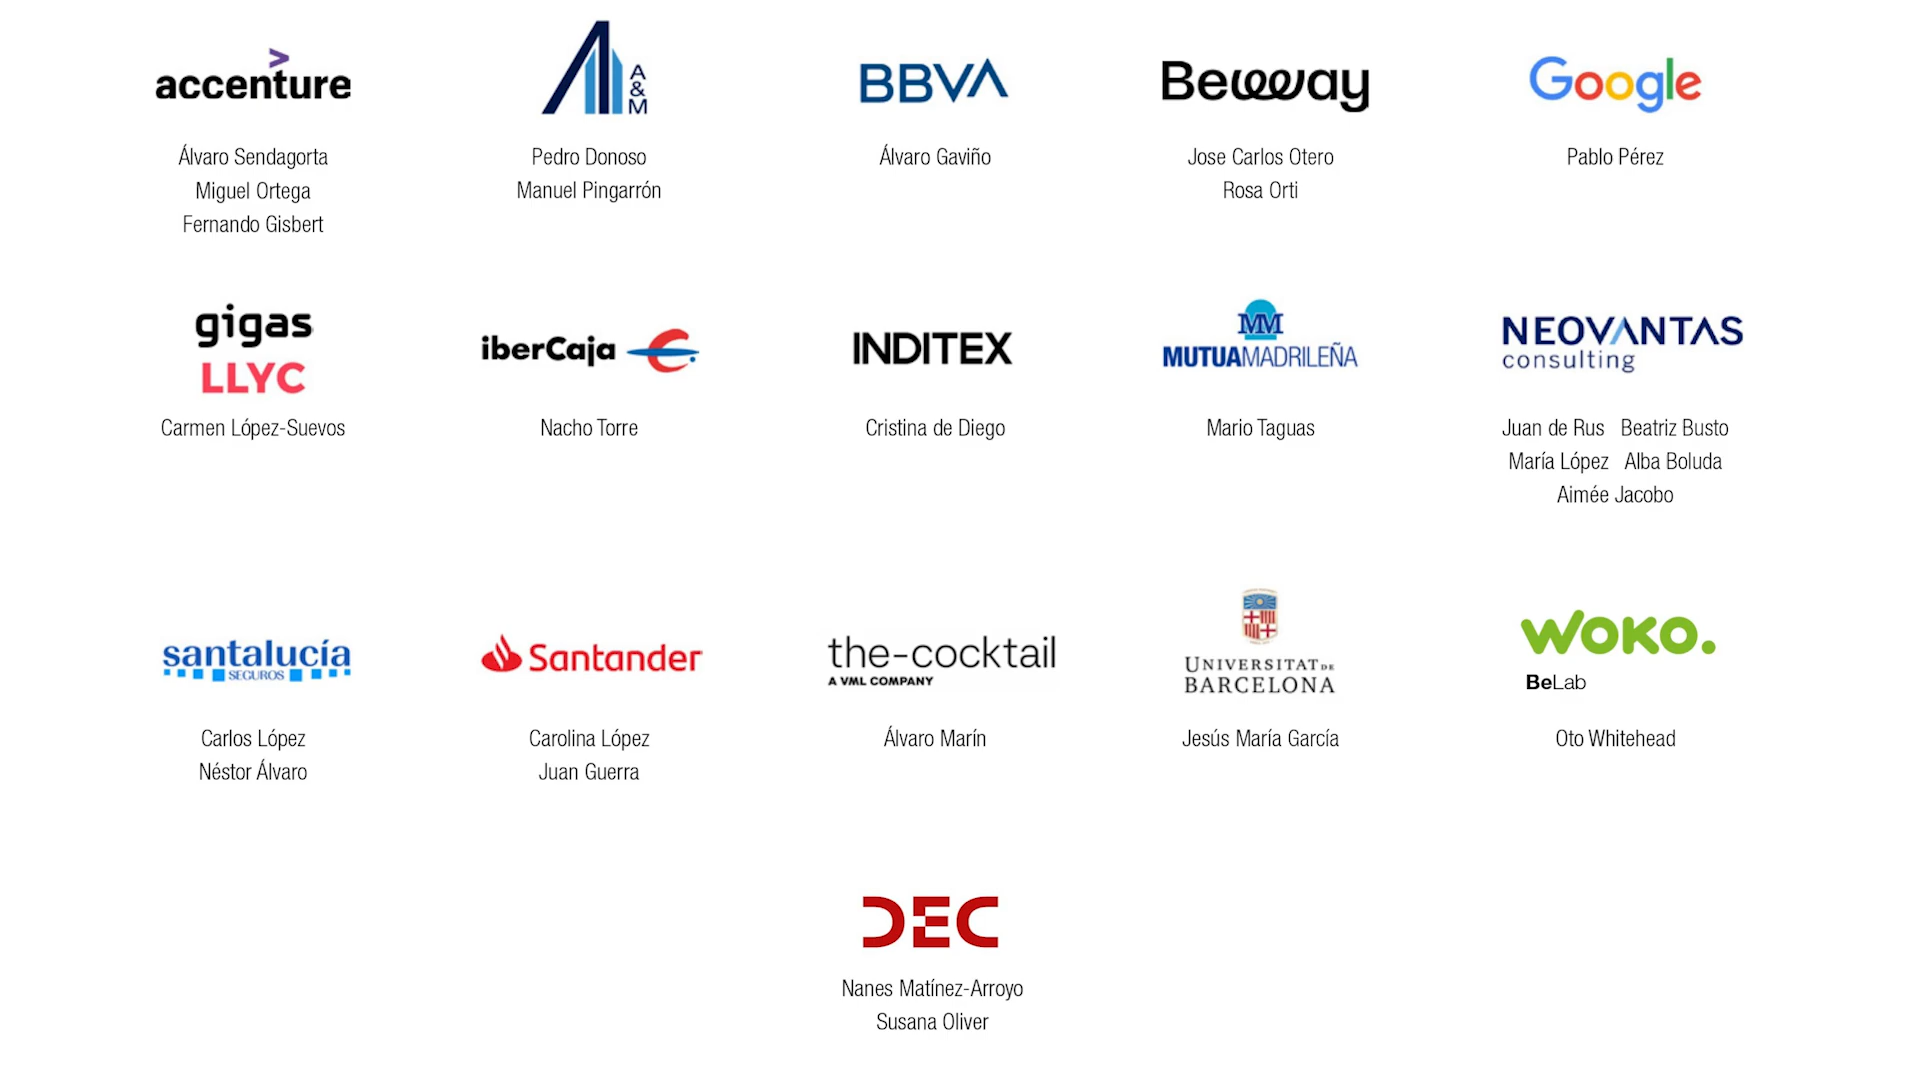 accenture
Álvaro Sendagorta
Miguel Ortega
Fernando Gisbert
A&M
Pedro Donoso
Manuel Pingarrón
BBVA
Álvaro Gaviño
Beway
Jose Carlos Otero
Rosa Orti
Google
Pablo Pérez
gigas
LLYC
Carmen López-Suevos
iberCaja
Nacho Torre
INDITEX
Cristina de Diego
MM
MUTUAMADRILEÑA
Mario Taguas
NEOVANTAS
consulting
Juan de Rus Beatriz Busto
María López Alba Boluda
Aimée Jacobo
santalucía
SEGUROS
Carlos López
Néstor Álvaro
Santander
Carolina López
Juan Guerra
the-cocktail
A VML COMPANY
Álvaro Marín
UNIVERSITAT DE
BARCELONA
Jesús María García
WOKO.
BeLab
Oto Whitehead
DEC
Nanes Matínez-Arroyo
Susana Oliver